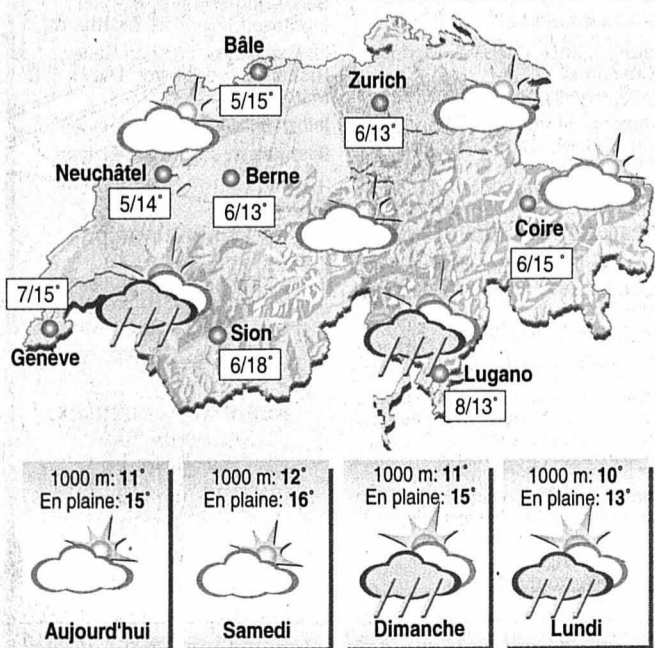 Bâle
5/15°
Zurich
6/13°
Neuchâtel
5/14°
Berne
6/13°
Coire
6/15°
7/15°
Genève
Sion
6/18°
Lugano
8/13°
1000 m: 11°
En plaine: 15°
Aujourd'hui
1000 m: 12°
En plaine: 16°
Samedi
1000 m: 11°
En plaine: 15°
Dimanche
1000 m: 10°
En plaine: 13°
Lundi